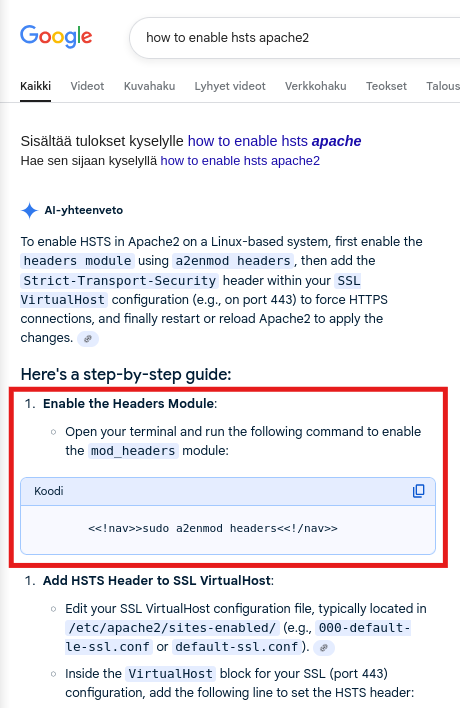 Google
how to enable hsts apache2
Kaikki Videot Kuvahaku Lyhyet videot Verkkohaku Teokset Talous
Sisältää tulokset kyselylle how to enable hsts apache
Hae sen sijaan kyselyllä how to enable hsts apache2
AI-yhteenveto
To enable HSTS in Apache2 on a Linux-based system, first enable the
headers module using a2enmod headers, then add the
Strict-Transport-Security header within your SSL
VirtualHost configuration (e.g., on port 443) to force HTTPS
connections, and finally restart or reload Apache2 to apply the
changes.
Here's a step-by-step guide:
1. Enable the Headers Module:
○ Open your terminal and run the following command to enable
the mod_headers module:
Koodi
<<!nav>>sudo a2enmod headers<<!/nav>>
1. Add HSTS Header to SSL VirtualHost:
○ Edit your SSL VirtualHost configuration file, typically located in
/etc/apache2/sites-enabled/ (e.g., 000-default-
le-ssl.conf or default-ssl.conf).
○ Inside the VirtualHost block for your SSL (port 443)
configuration, add the following line to set the HSTS header: